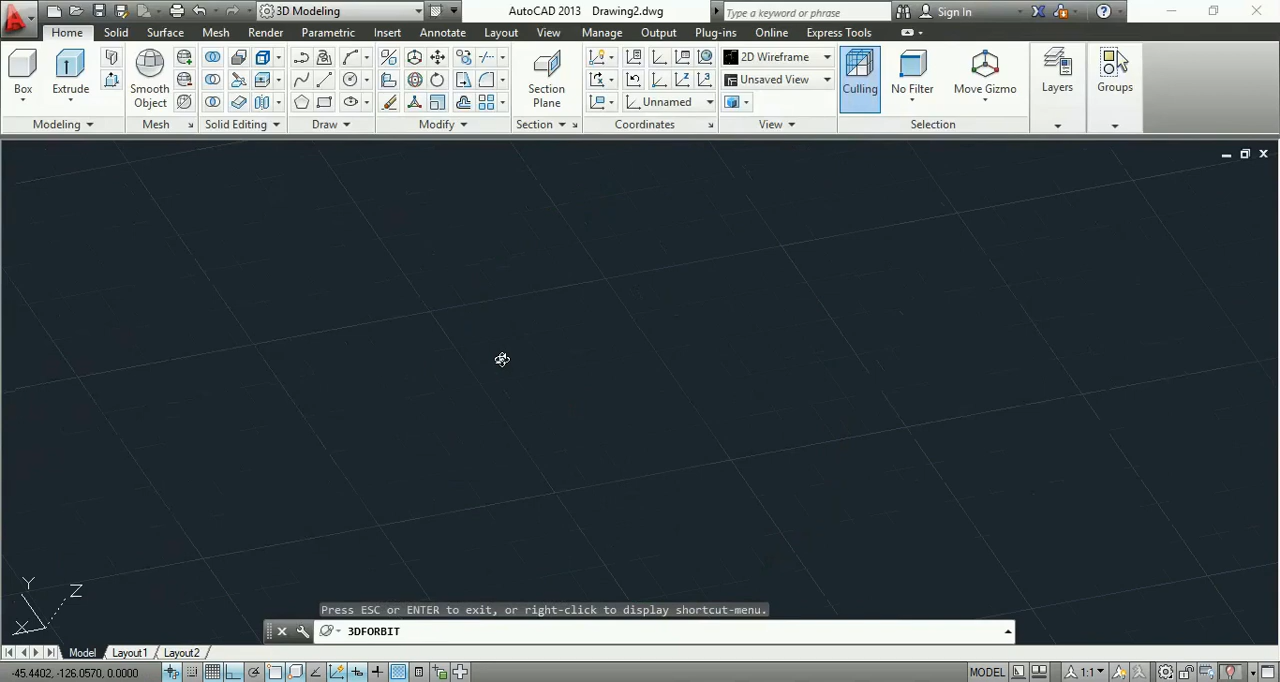 3D Modeling
AutoCAD 2013 Drawing2.dwg
Type a keyword or phrase
Sign In
Home Solid Surface Mesh Render Parametric Insert Annotate Layout View Manage Output Plug-ins Online Express Tools
Box
Extrude
Smooth Object
Section Plane
2D Wireframe
Unsaved View
Unnamed
Culling
No Filter
Move Gizmo
Layers
Groups
Modeling Mesh Solid Editing Draw Modify Section Coordinates View Selection
Y
Z
X
Press ESC or ENTER to exit, or right-click to display shortcut-menu.
3DFORBIT
Model Layout1 Layout2
-45.4402, -126.0570, 0.0000
MODEL
1:1